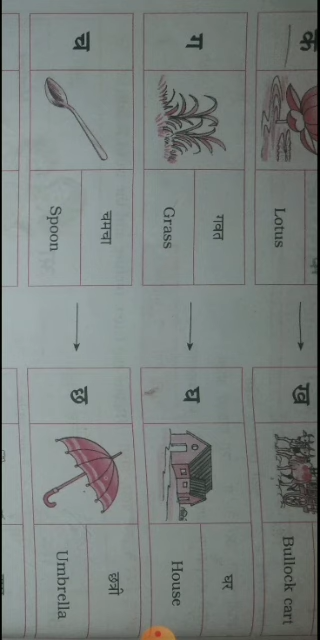 क
Lotus
ख
Bullock cart
ग
गवत
Grass
घ
घर
House
च
चमचा
Spoon
छ
छत्री
Umbrella